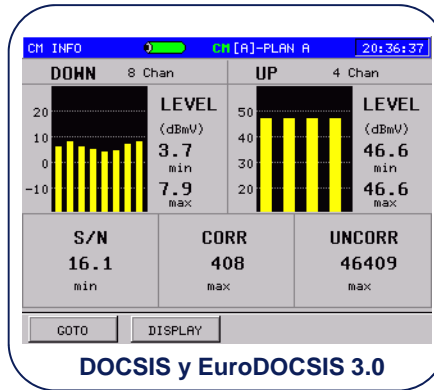 CM INFO CM [A]-PLAN A 20:36:37
DOWN 8 Chan UP 4 Chan
20
10
0
-10
LEVEL
(dBmV)
3.7
min
7.9
max
50
40
30
20
LEVEL
(dBmV)
46.6
min
46.6
max
S/N CORR UNCORR
16.1 408 46409
min max max
GOTO DISPLAY
DOCSIS y EuroDOCSIS 3.0